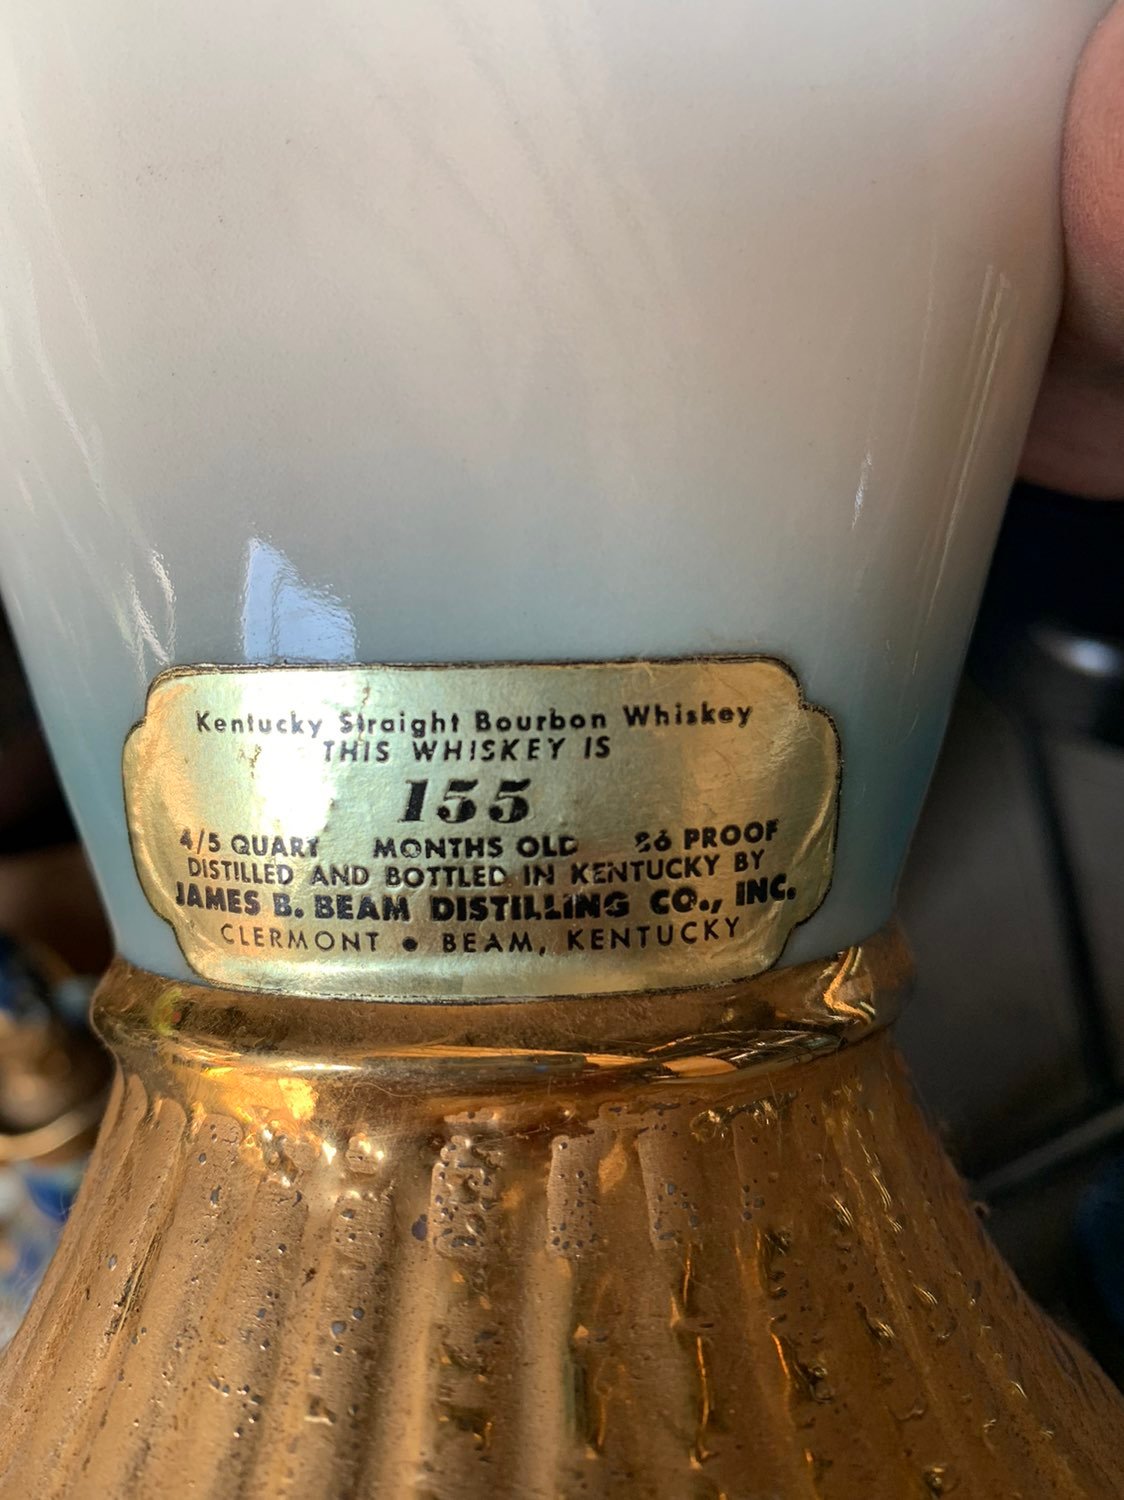 Kentucky Straight Bourbon Whiskey
THIS WHISKEY IS
155
4/5 QUART MONTHS OLD 86 PROOF
DISTILLED AND BOTTLED IN KENTUCKY BY
JAMES B. BEAM DISTILLING CO., INC.
CLERMONT • BEAM, KENTUCKY